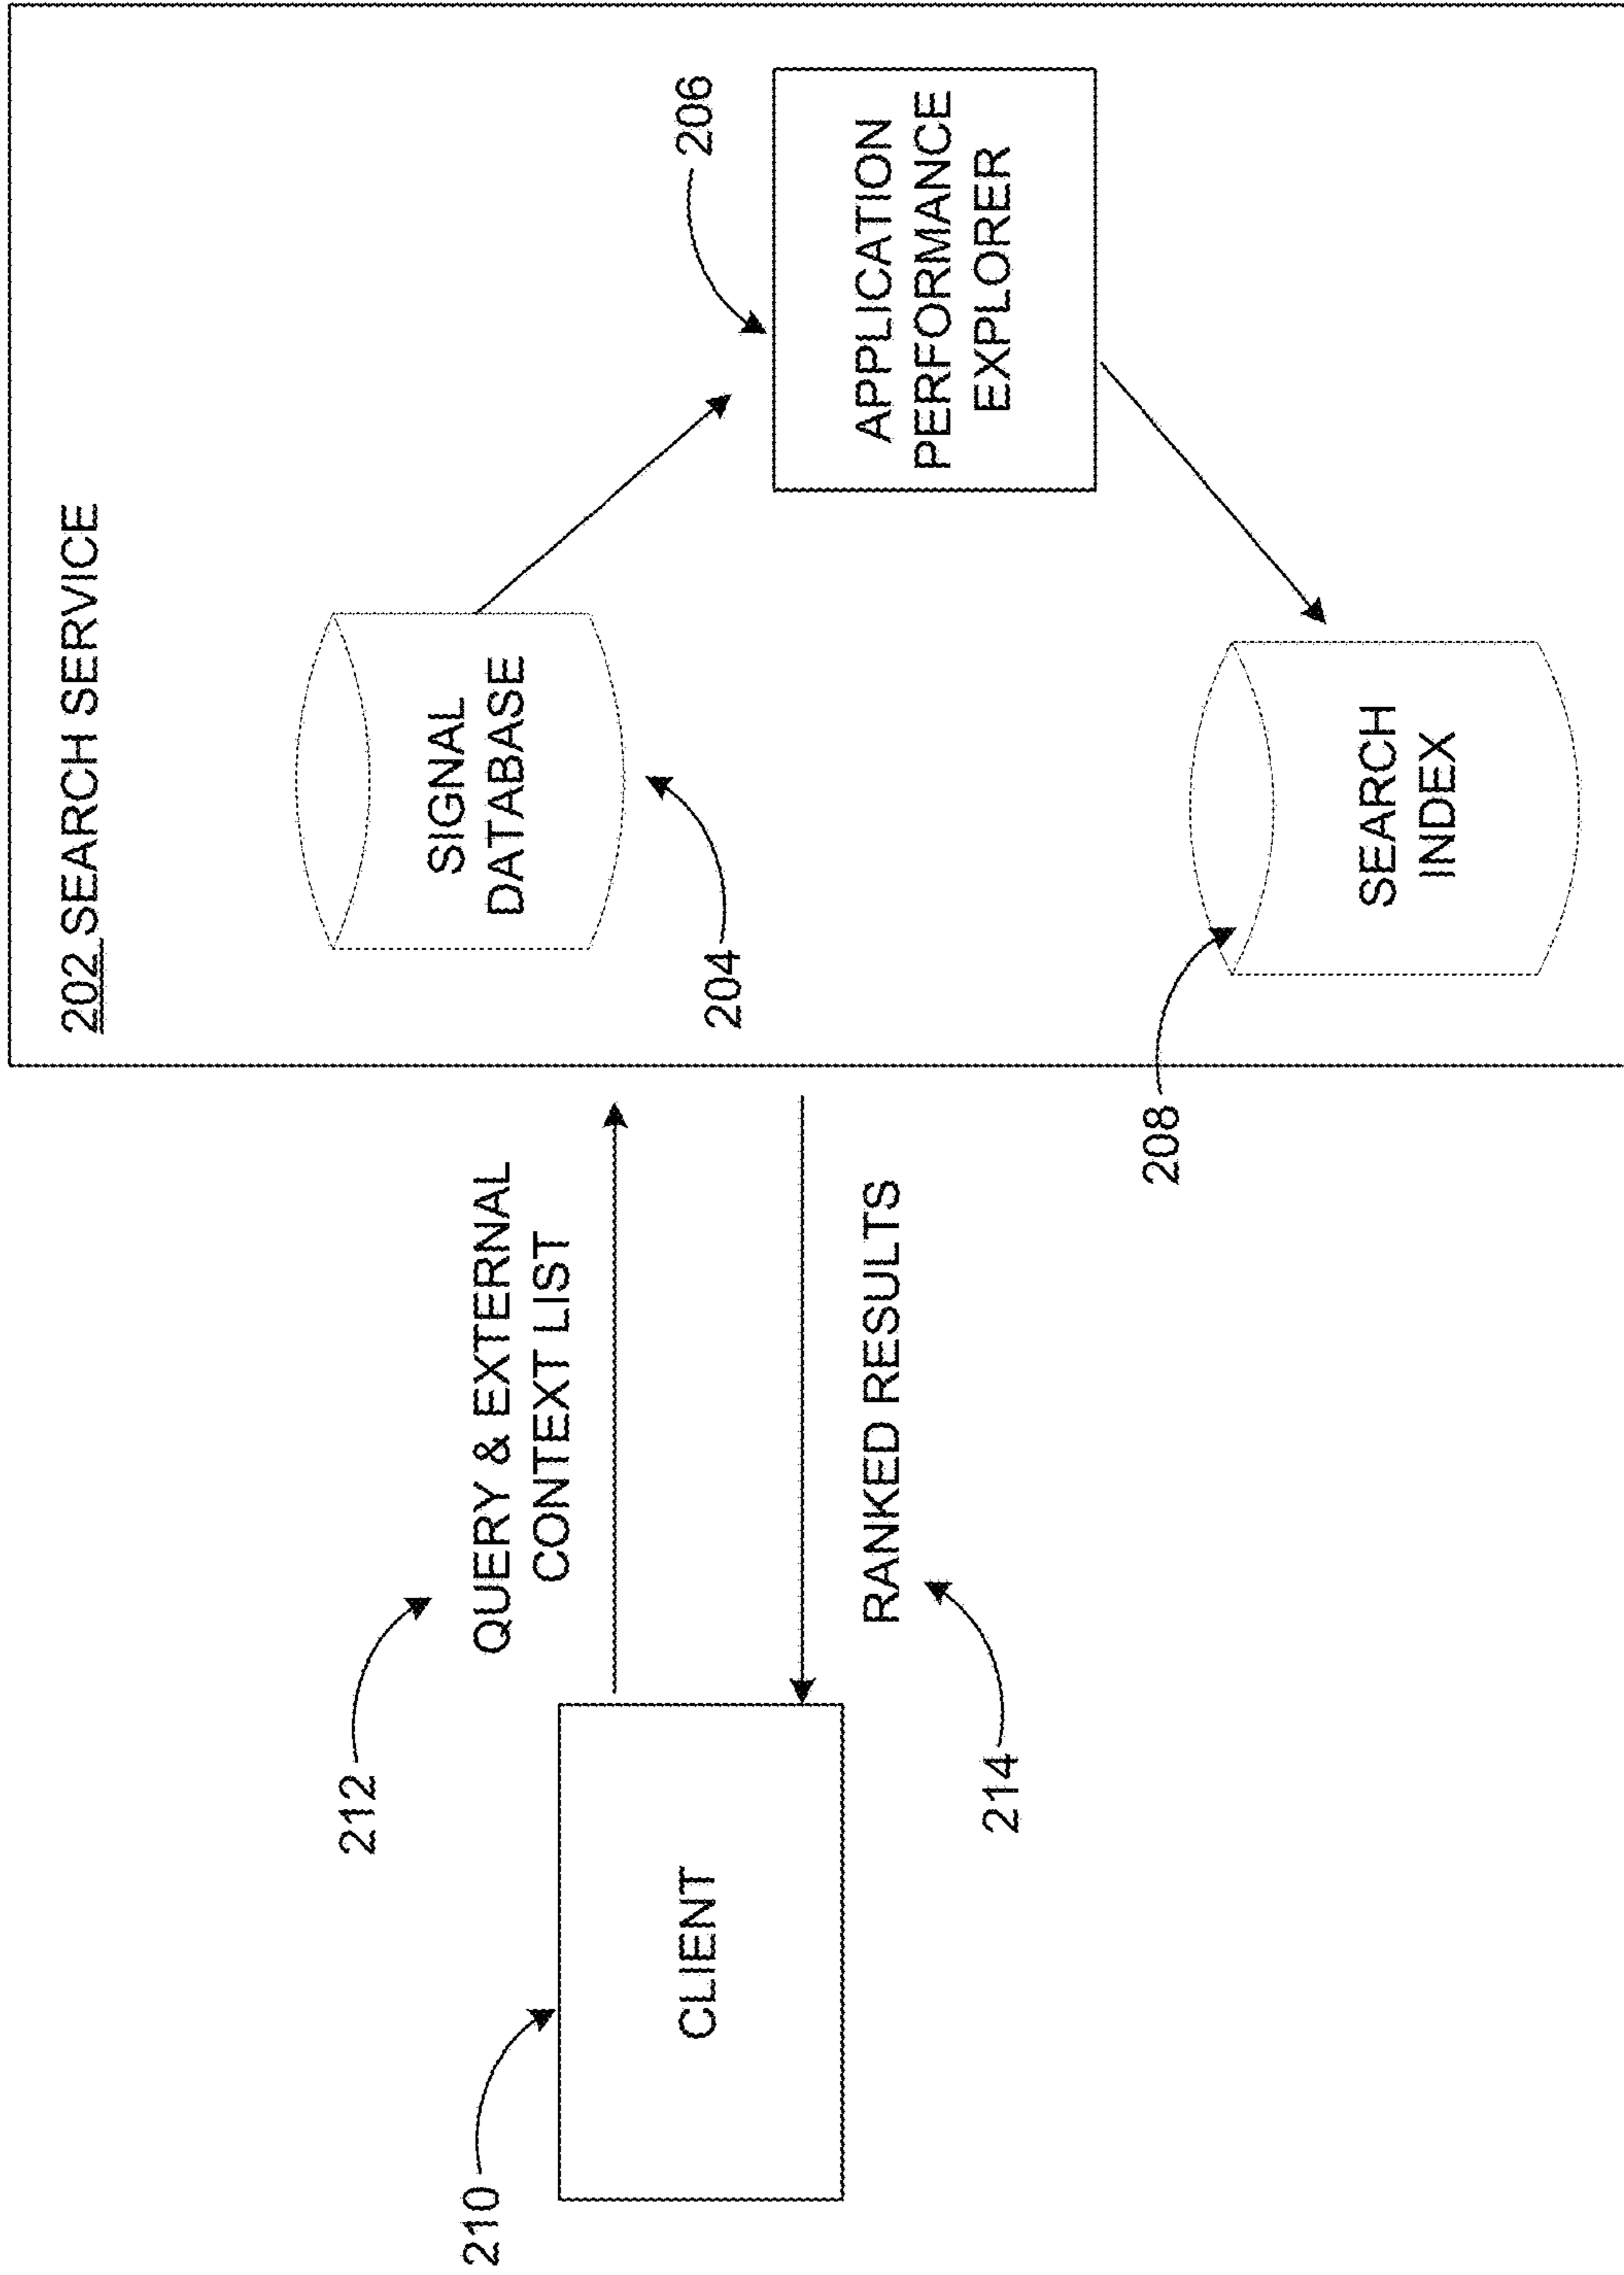 202 SEARCH SERVICE
212
QUERY & EXTERNAL
CONTEXT LIST
210
CLIENT
RANKED RESULTS
214
SIGNAL
DATABASE
204
206
APPLICATION
PERFORMANCE
EXPLORER
208
SEARCH
INDEX